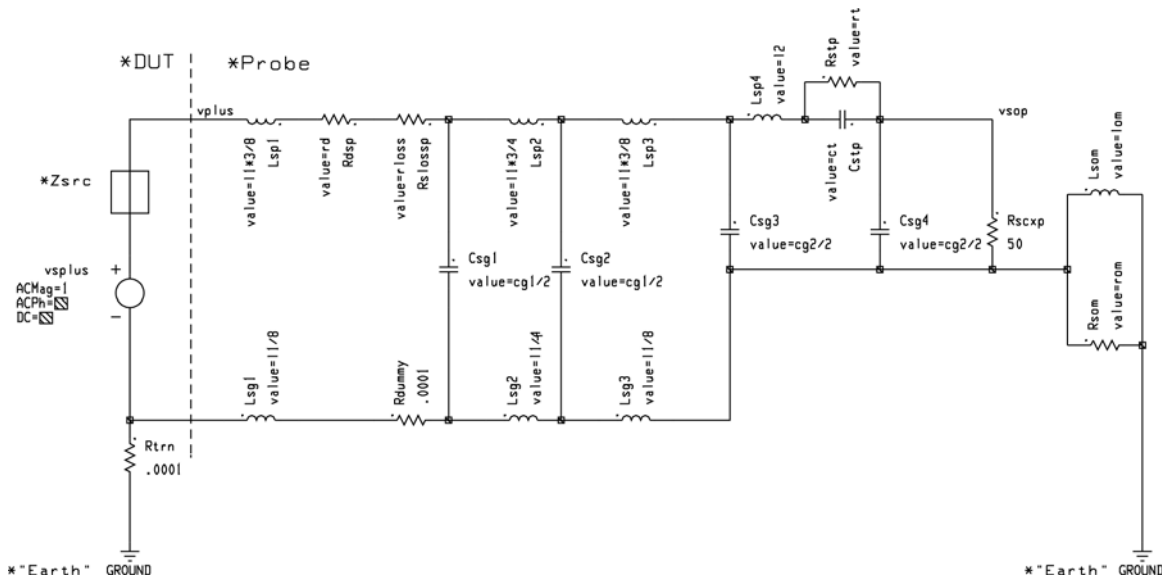 *DUT
*Probe
vplus
*Zsrc
vsplus
+
ACMag=1
ACPh=
DC=
−
Rtrn
.0001
*"Earth" GROUND
value=l1*3/8
Lsp1
value=rd
Rdsp
value=rloss
Rslossp
value=l1*3/4
Lsp2
value=l1*3/8
Lsp3
Lsp4
value=l2
Rstp
value=rt
value=ct
Cstp
vsop
Csg1
value=cg1/2
Csg2
value=cg1/2
Csg3
value=cg2/2
Csg4
value=cg2/2
Rscxp
50
Lsom
value=lom
Rsom
value=rom
Lsg1
value=l1/8
Rdummy
.0001
Lsg2
value=l1/4
Lsg3
value=l1/8
*"Earth" GROUND